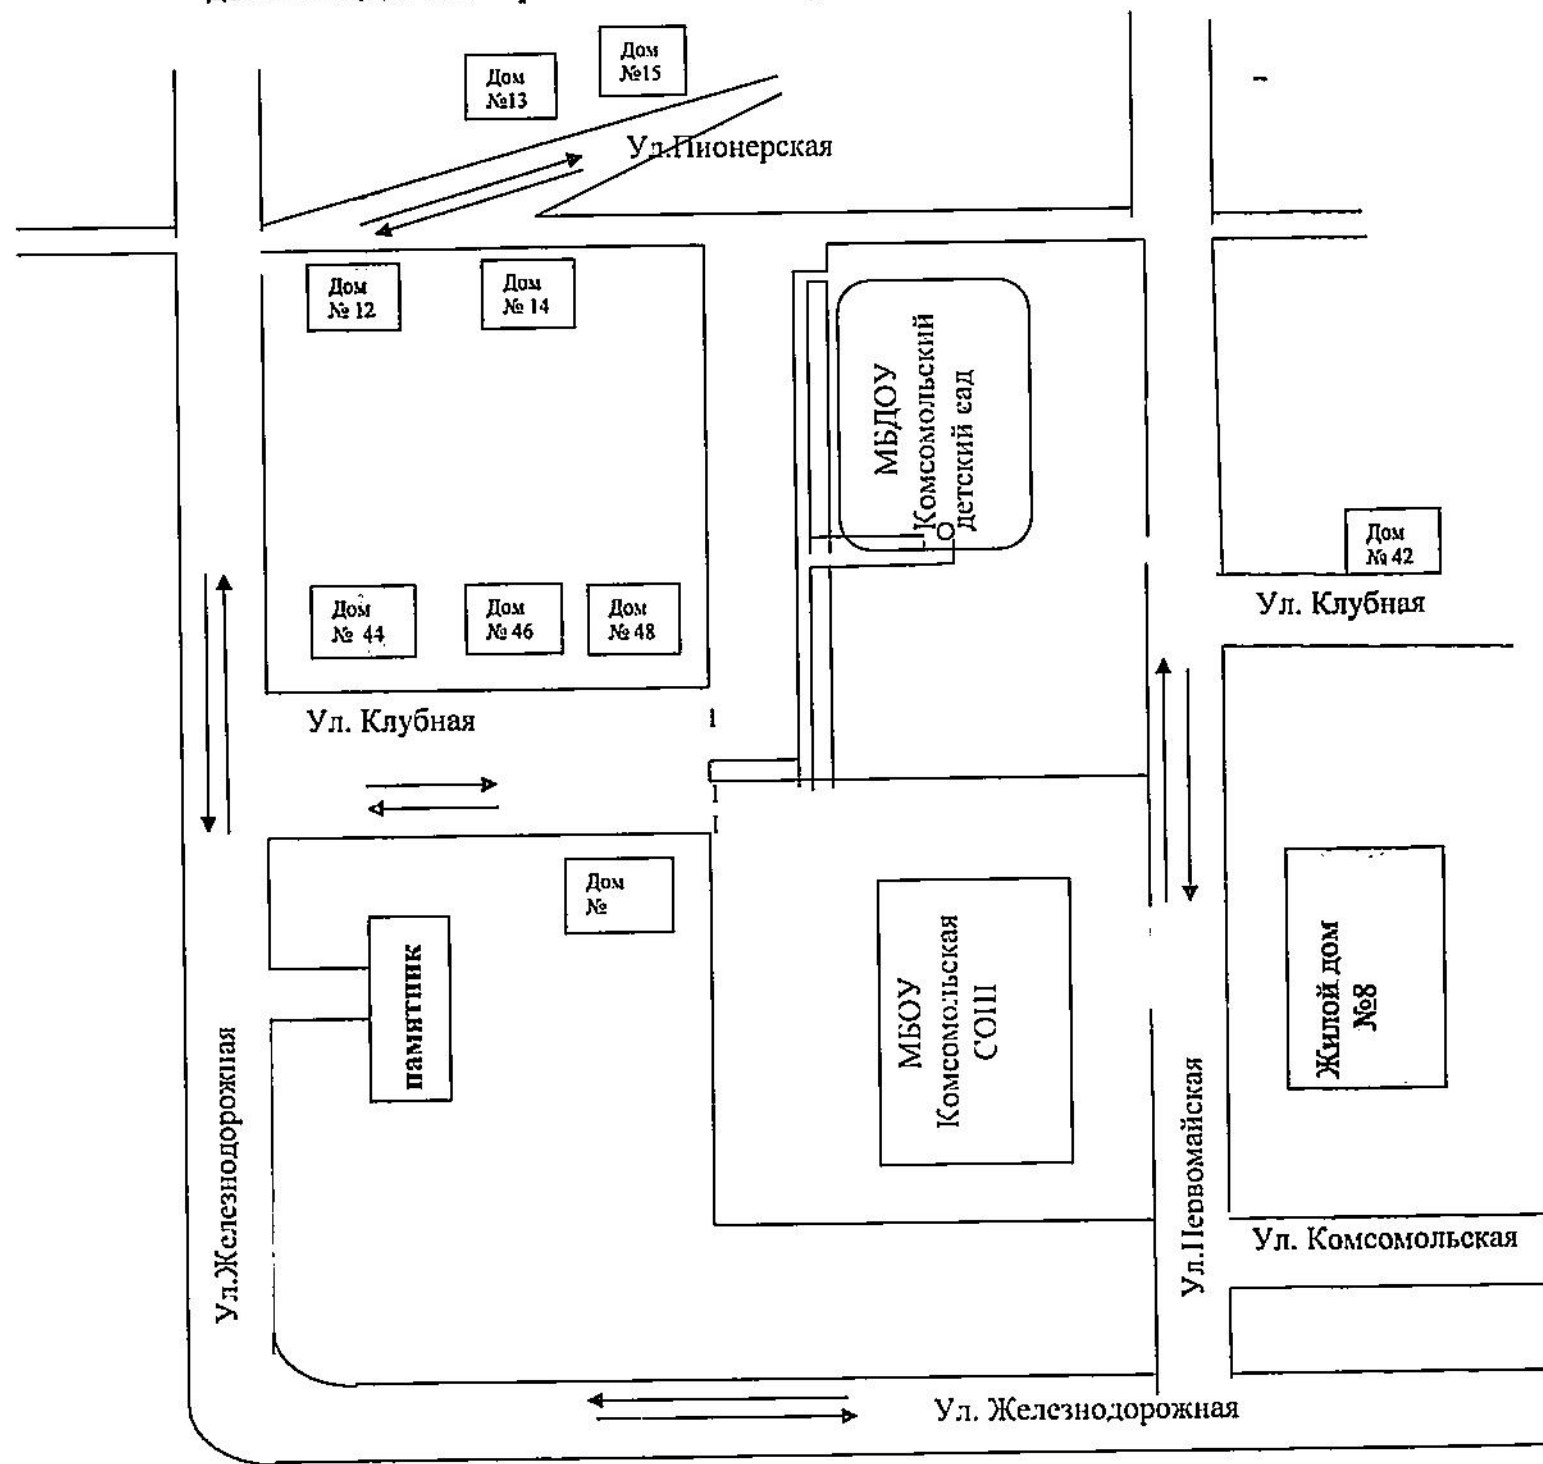 Дом
№15
Дом
№13
Ул.Пионерская
Дом
№ 12
Дом
№ 14
МБДОУ
Комсомольский
детский сад
Дом
№ 42
Ул. Клубная
Дом
№ 44
Дом
№ 46
Дом
№ 48
Ул. Клубная
Дом
№
памятник
МБОУ
Комсомольская
СОШ
Жилой дом
№8
Ул.Железнодорожная
Ул.Первомайская
Ул. Комсомольская
Ул. Железнодорожная